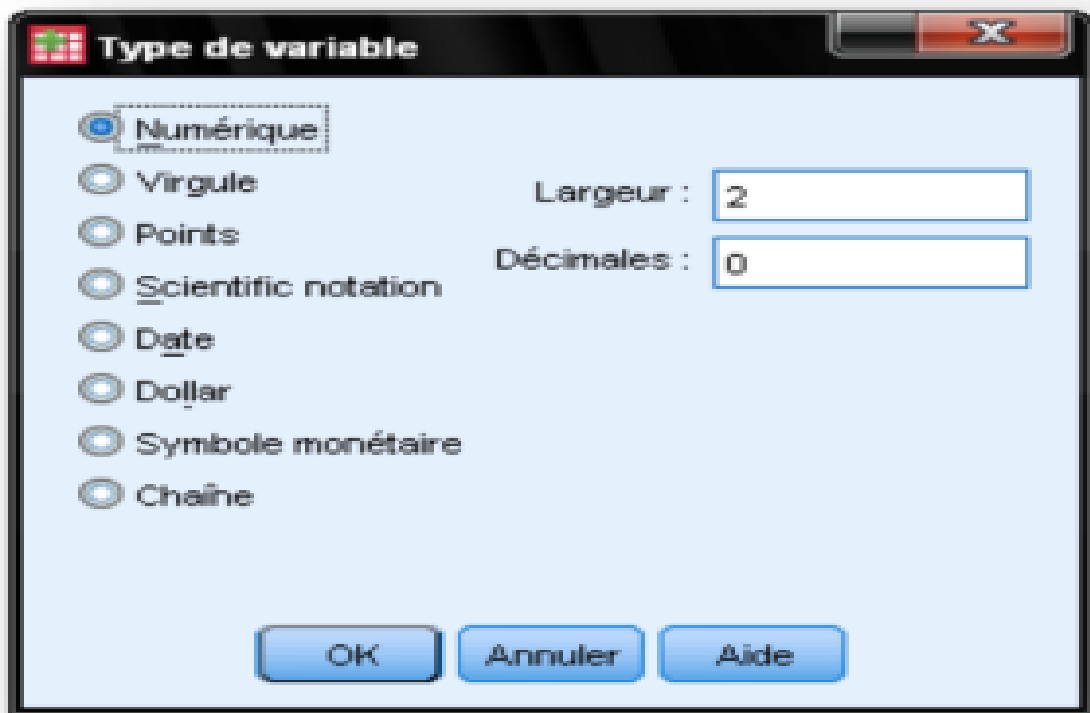 Type de variable
Numérique
Virgule
Points
Scientific notation
Date
Dollar
Symbole monétaire
Chaîne
Largeur : 2
Décimales : 0
OK Annuler Aide